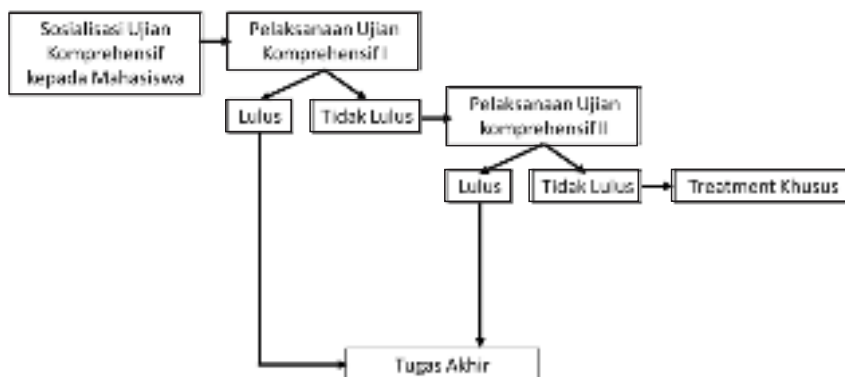 Sosialisasi Ujian
Komprehensif
kepada Mahasiswa
Pelaksanaan Ujian
Komprehensif I
Lulus
Tidak Lulus
Pelaksanaan Ujian
komprehensif II
Lulus
Tidak Lulus
Treatment Khusus
Tugas Akhir